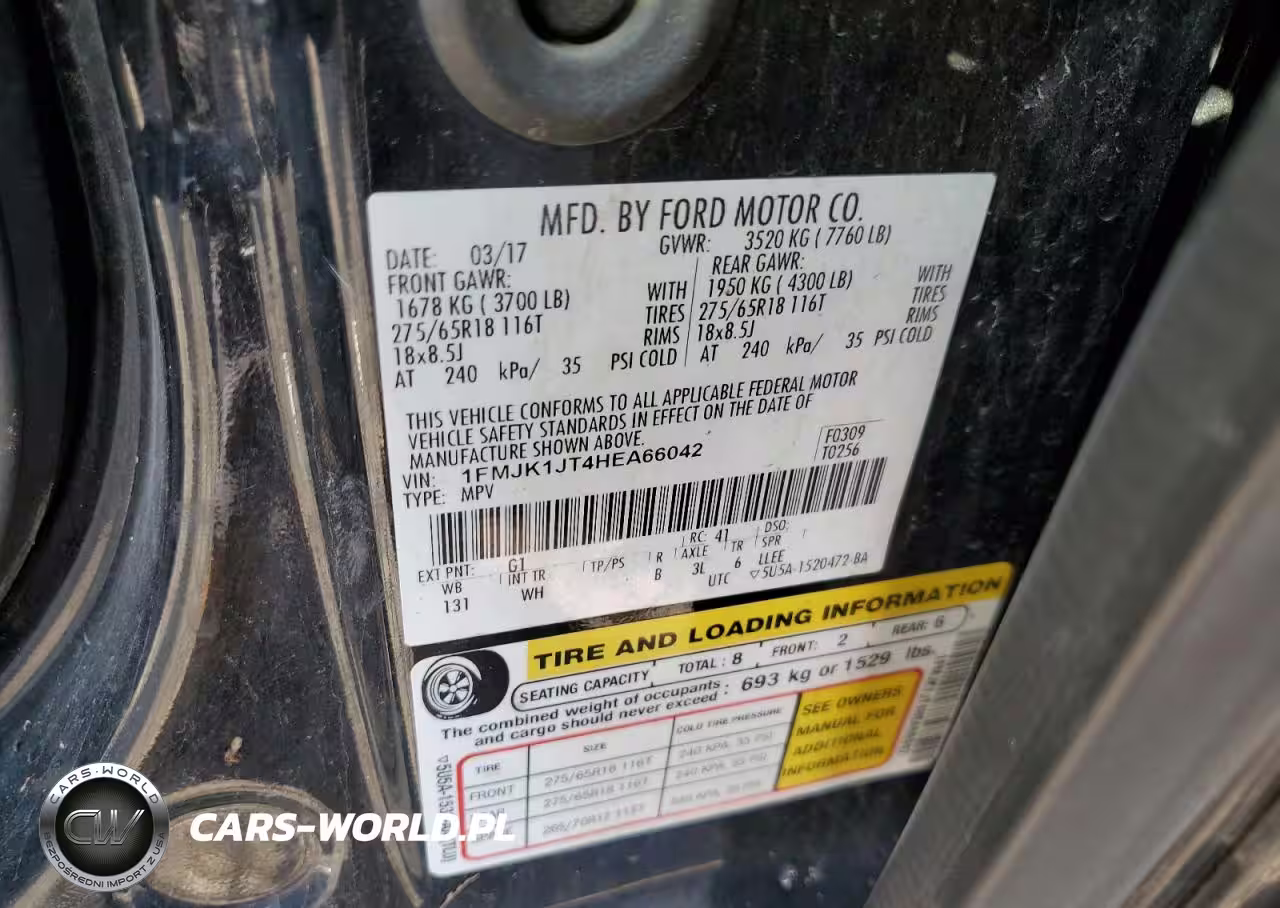 MFD. BY FORD MOTOR CO.
DATE: 03/17 GVWR: 3520 KG ( 7760 LB)
FRONT GAWR: REAR GAWR:
1678 KG ( 3700 LB) WITH 1950 KG ( 4300 LB) WITH
275/65R18 116T TIRES 275/65R18 116T TIRES
18x8.5J RIMS 18x8.5J RIMS
AT 240 kPa/ 35 PSI COLD AT 240 kPa/ 35 PSI COLD
THIS VEHICLE CONFORMS TO ALL APPLICABLE FEDERAL MOTOR
VEHICLE SAFETY STANDARDS IN EFFECT ON THE DATE OF
MANUFACTURE SHOWN ABOVE.
VIN: 1FMJK1JT4HEA66042 F0309
TYPE: MPV T0256
EXT PNT: G1 RC: 41 DSO:
WB INT TR TP/PS R AXLE TR SPR
131 WH B 3L 6 LLEE
UTC ▽5U5A-1520472-BA
TIRE AND LOADING INFORMATION
SEATING CAPACITY TOTAL: 8 FRONT: 2 REAR: 6
The combined weight of occupants
and cargo should never exceed : 693 kg or 1529 lbs.
TIRE SIZE COLD TIRE PRESSURE
FRONT 275/65R18 116T 240 KPA, 35 PSI
275/65R18 116T
SEE OWNERS
MANUAL FOR
ADDITIONAL
INFORMATION
CARS-WORLD
CW
BEZPOŚREDNI IMPORT Z USA
CARS-WORLD.PL